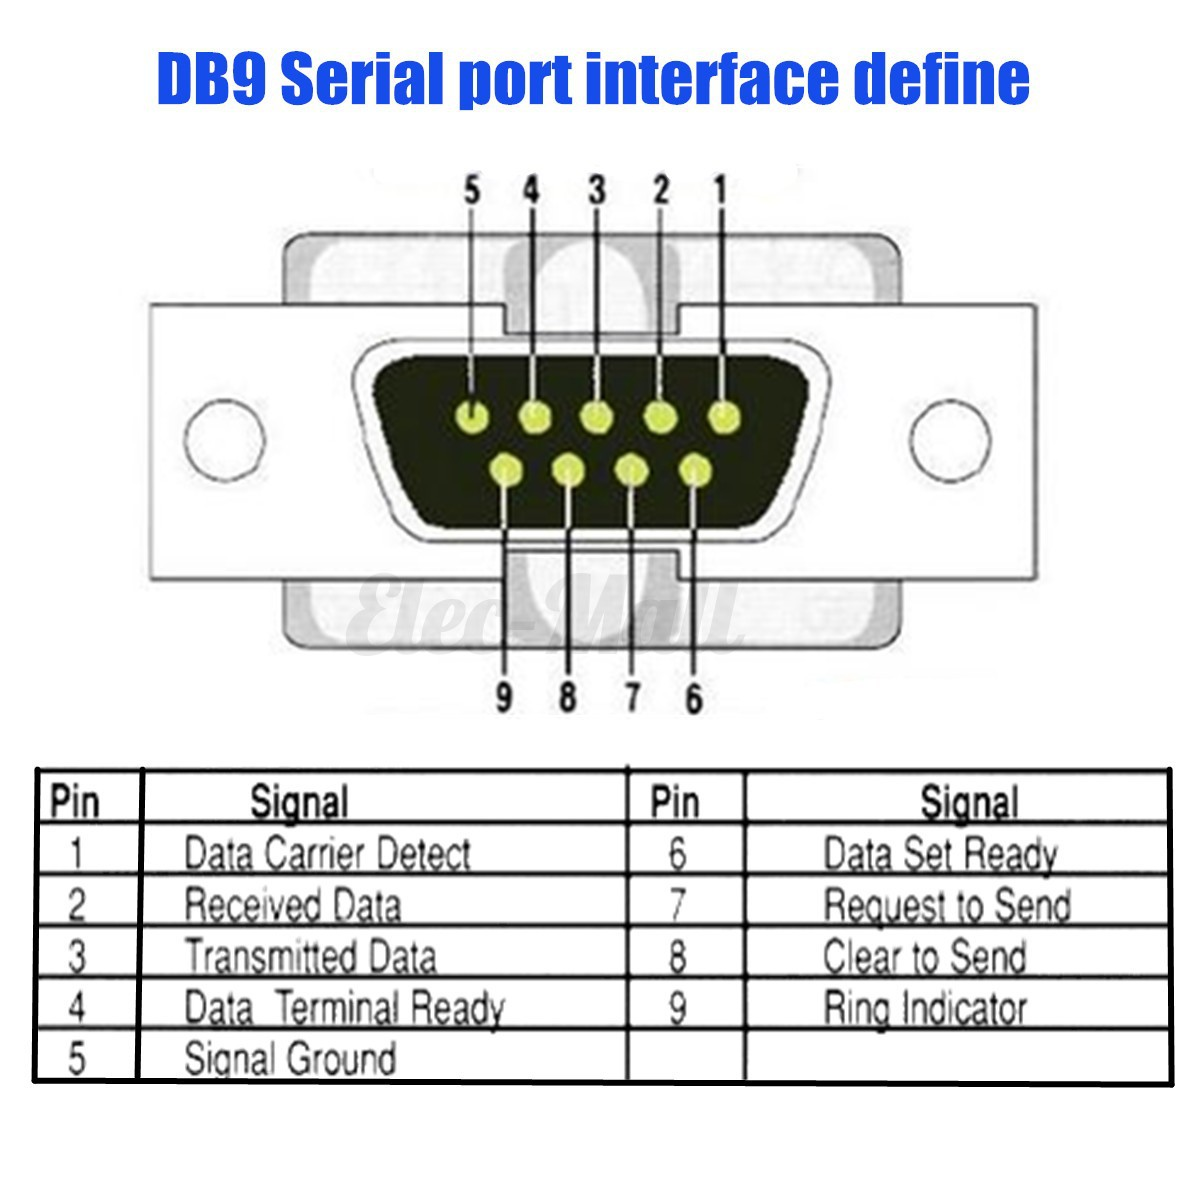 DB9 Serial port interface define
5 4 3 2 1
Elec-Mall
9 8 7 6
Pin Signal Pin Signal
1 Data Carrier Detect 6 Data Set Ready
2 Received Data 7 Request to Send
3 Transmitted Data 8 Clear to Send
4 Data Terminal Ready 9 Ring Indicator
5 Signal Ground